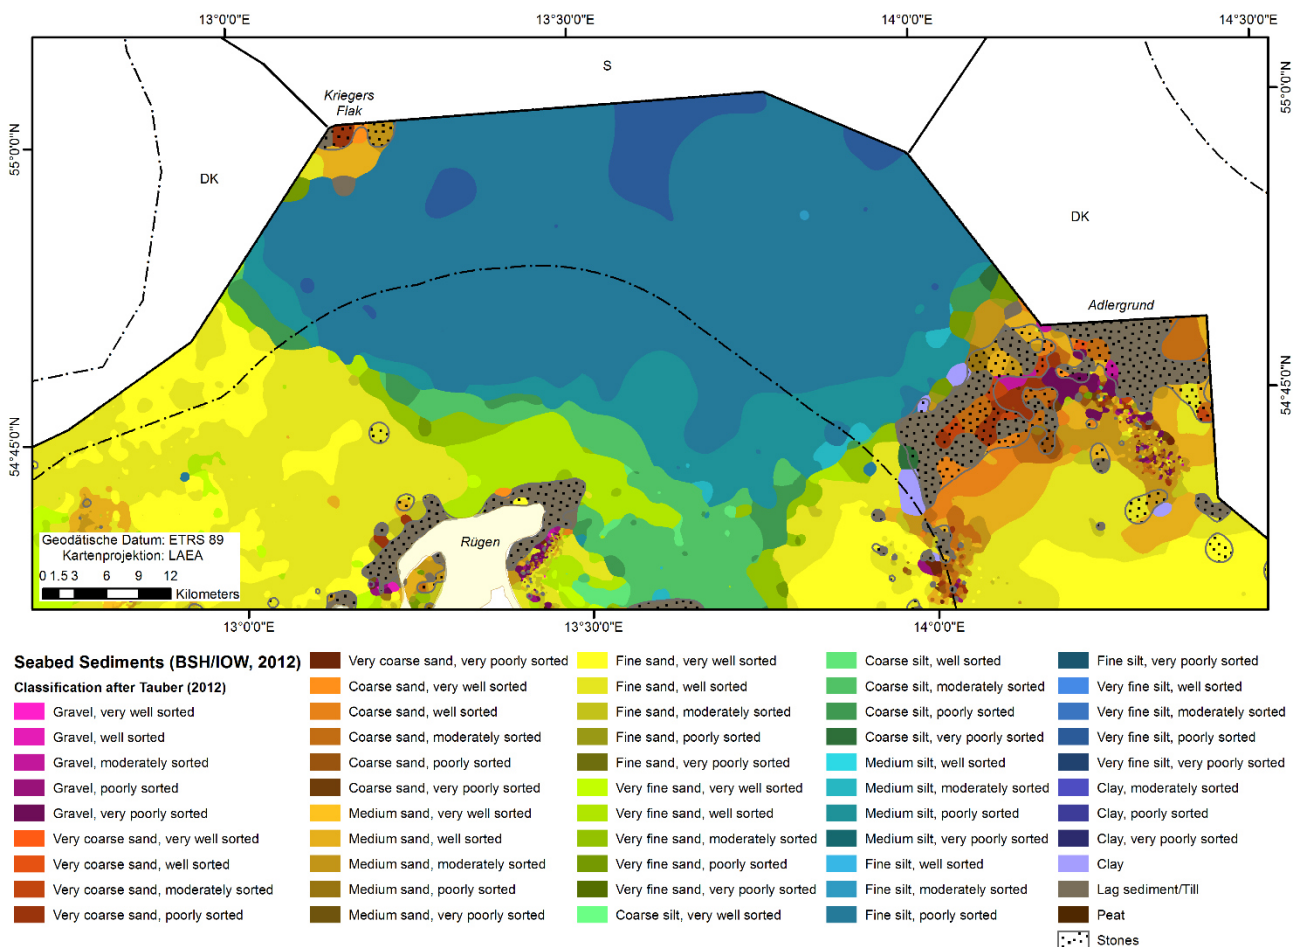 13°0'0"E
13°30'0"E
14°0'0"E
14°30'0"E
S
Kriegers
Flak
55°0'0"N
55°0'0"N
DK
DK
Adlergrund
54°45'0"N
54°45'0"N
Rügen
Geodätische Datum: ETRS 89
Kartenprojektion: LAEA
0 1.5 3 6 9 12
Kilometers
13°0'0"E
13°30'0"E
14°0'0"E
Seabed Sediments (BSH/IOW, 2012)
Classification after Tauber (2012)
Gravel, very well sorted
Gravel, well sorted
Gravel, moderately sorted
Gravel, poorly sorted
Gravel, very poorly sorted
Very coarse sand, very well sorted
Very coarse sand, well sorted
Very coarse sand, moderately sorted
Very coarse sand, poorly sorted
Very coarse sand, very poorly sorted
Coarse sand, very well sorted
Coarse sand, well sorted
Coarse sand, moderately sorted
Coarse sand, poorly sorted
Coarse sand, very poorly sorted
Medium sand, very well sorted
Medium sand, well sorted
Medium sand, moderately sorted
Medium sand, poorly sorted
Medium sand, very poorly sorted
Fine sand, very well sorted
Fine sand, well sorted
Fine sand, moderately sorted
Fine sand, poorly sorted
Fine sand, very poorly sorted
Very fine sand, very well sorted
Very fine sand, well sorted
Very fine sand, moderately sorted
Very fine sand, poorly sorted
Very fine sand, very poorly sorted
Coarse silt, very well sorted
Coarse silt, well sorted
Coarse silt, moderately sorted
Coarse silt, poorly sorted
Coarse silt, very poorly sorted
Medium silt, well sorted
Medium silt, moderately sorted
Medium silt, poorly sorted
Medium silt, very poorly sorted
Fine silt, well sorted
Fine silt, moderately sorted
Fine silt, poorly sorted
Fine silt, very poorly sorted
Very fine silt, well sorted
Very fine silt, moderately sorted
Very fine silt, poorly sorted
Very fine silt, very poorly sorted
Clay, moderately sorted
Clay, poorly sorted
Clay, very poorly sorted
Clay
Lag sediment/Till
Peat
Stones